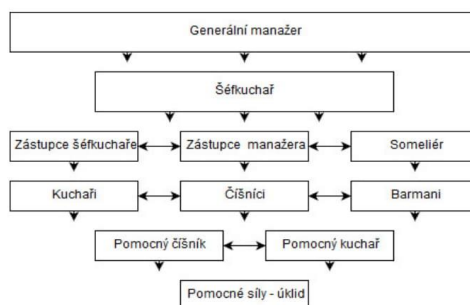 Generální manažer
Šéfkuchař
Zástupce šéfkuchaře
Zástupce manažera
Someliér
Kuchaři
Číšníci
Barmani
Pomocný číšník
Pomocný kuchař
Pomocné síly - úklid